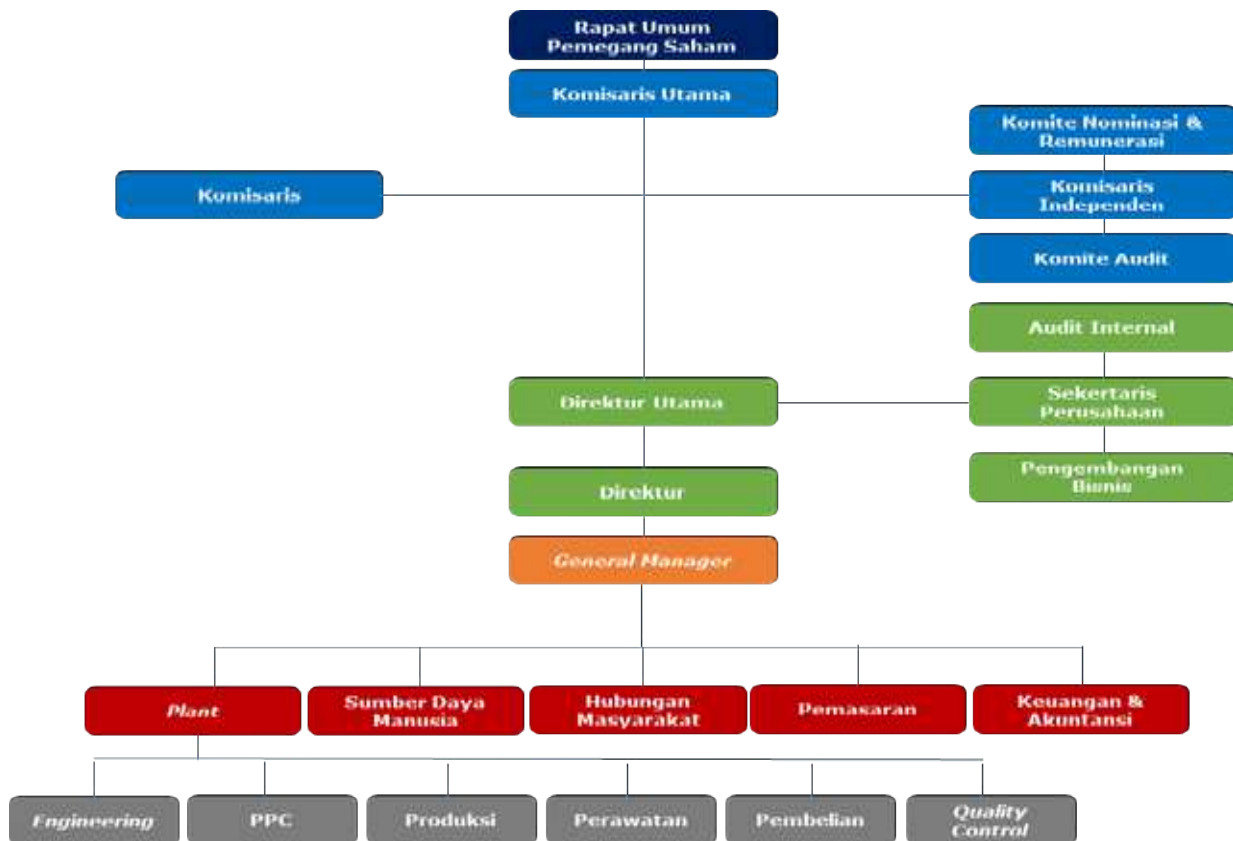 Rapat Umum
Pemegang Saham
Komisaris Utama
Komite Nominasi &
Remunerasi
Komisaris
Komisaris
Independen
Komite Audit
Audit Internal
Direktur Utama
Sekertaris
Perusahaan
Pengembangan
Bisnis
Direktur
General Manager
Plant
Sumber Daya
Manusia
Hubungan
Masyarakat
Pemasaran
Keuangan &
Akuntansi
Engineering
PPC
Produksi
Perawatan
Pembelian
Quality
Control